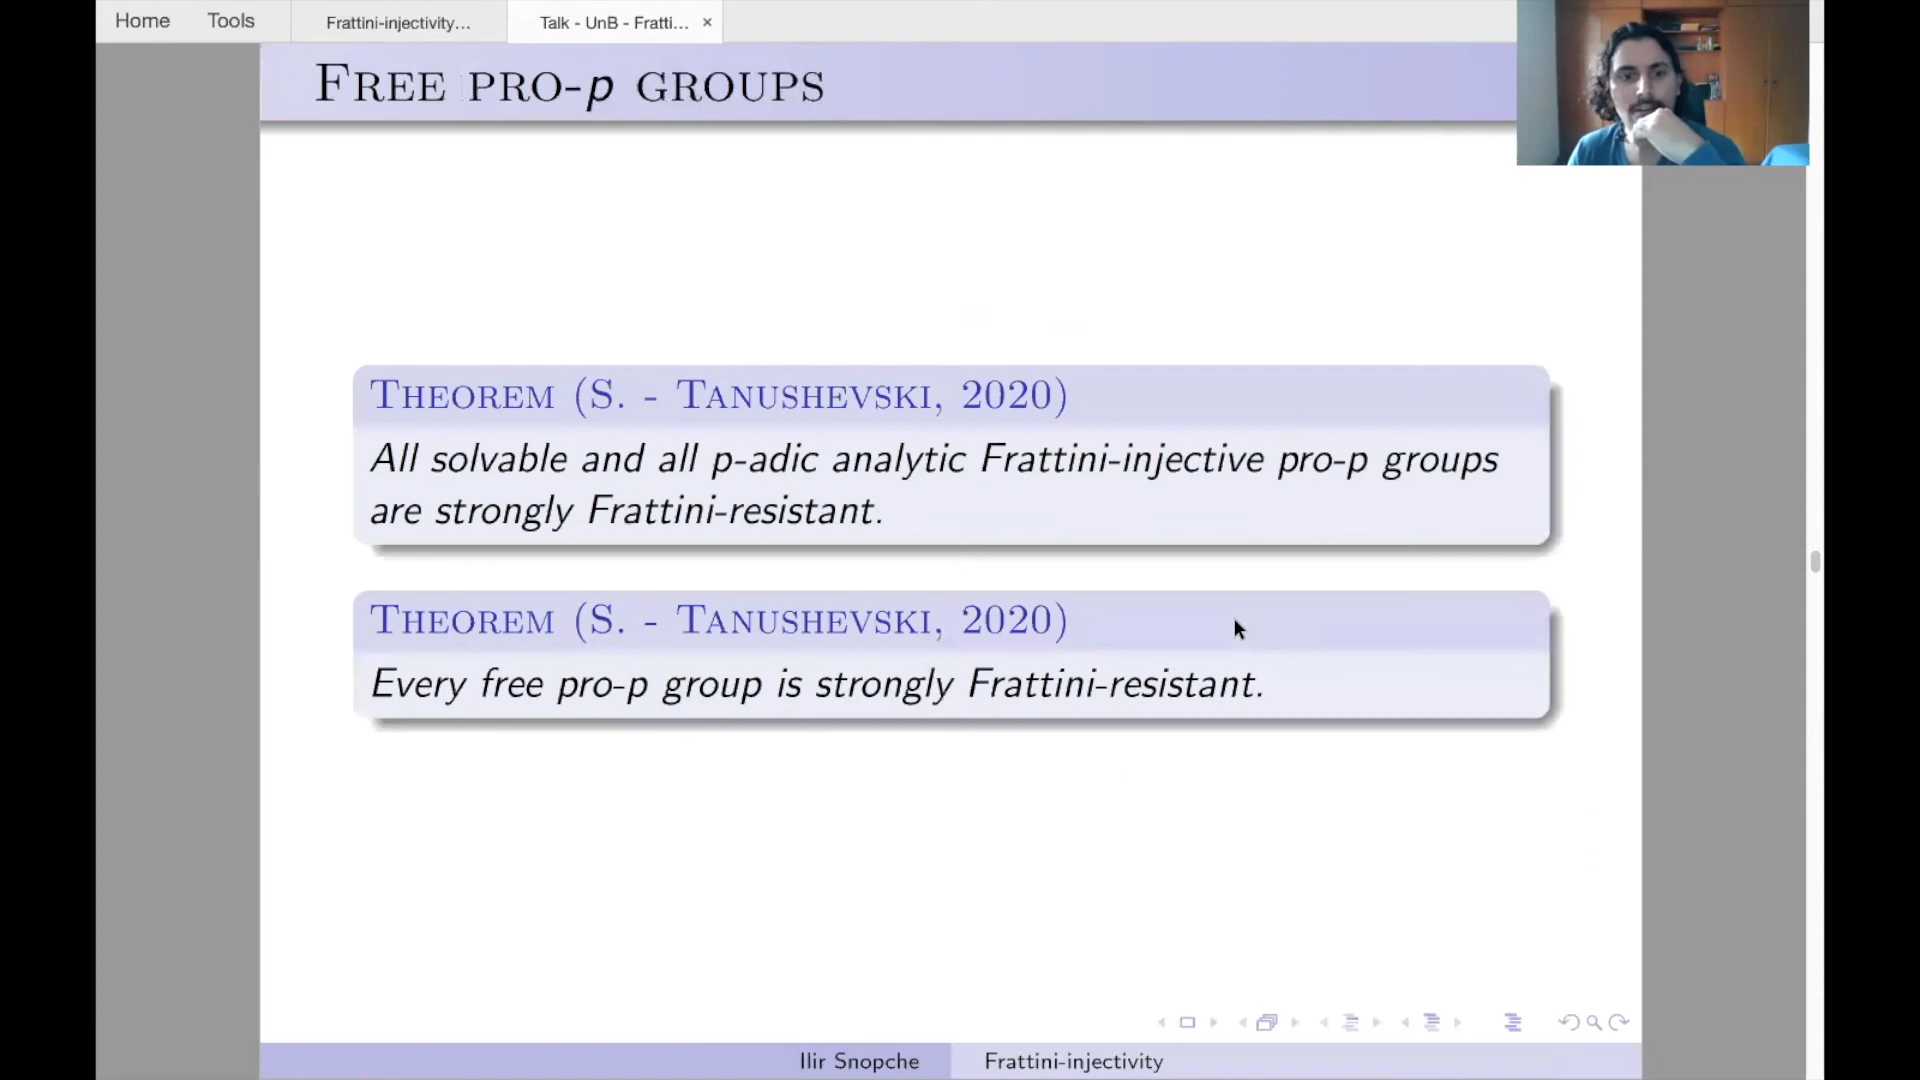 Home Tools Frattini-injectivity... Talk - UnB - Fratti... ×
FREE PRO-p GROUPS
THEOREM (S. - TANUSHEVSKI, 2020)
All solvable and all p-adic analytic Frattini-injective pro-p groups
are strongly Frattini-resistant.
THEOREM (S. - TANUSHEVSKI, 2020)
Every free pro-p group is strongly Frattini-resistant.
Ilir Snopche Frattini-injectivity